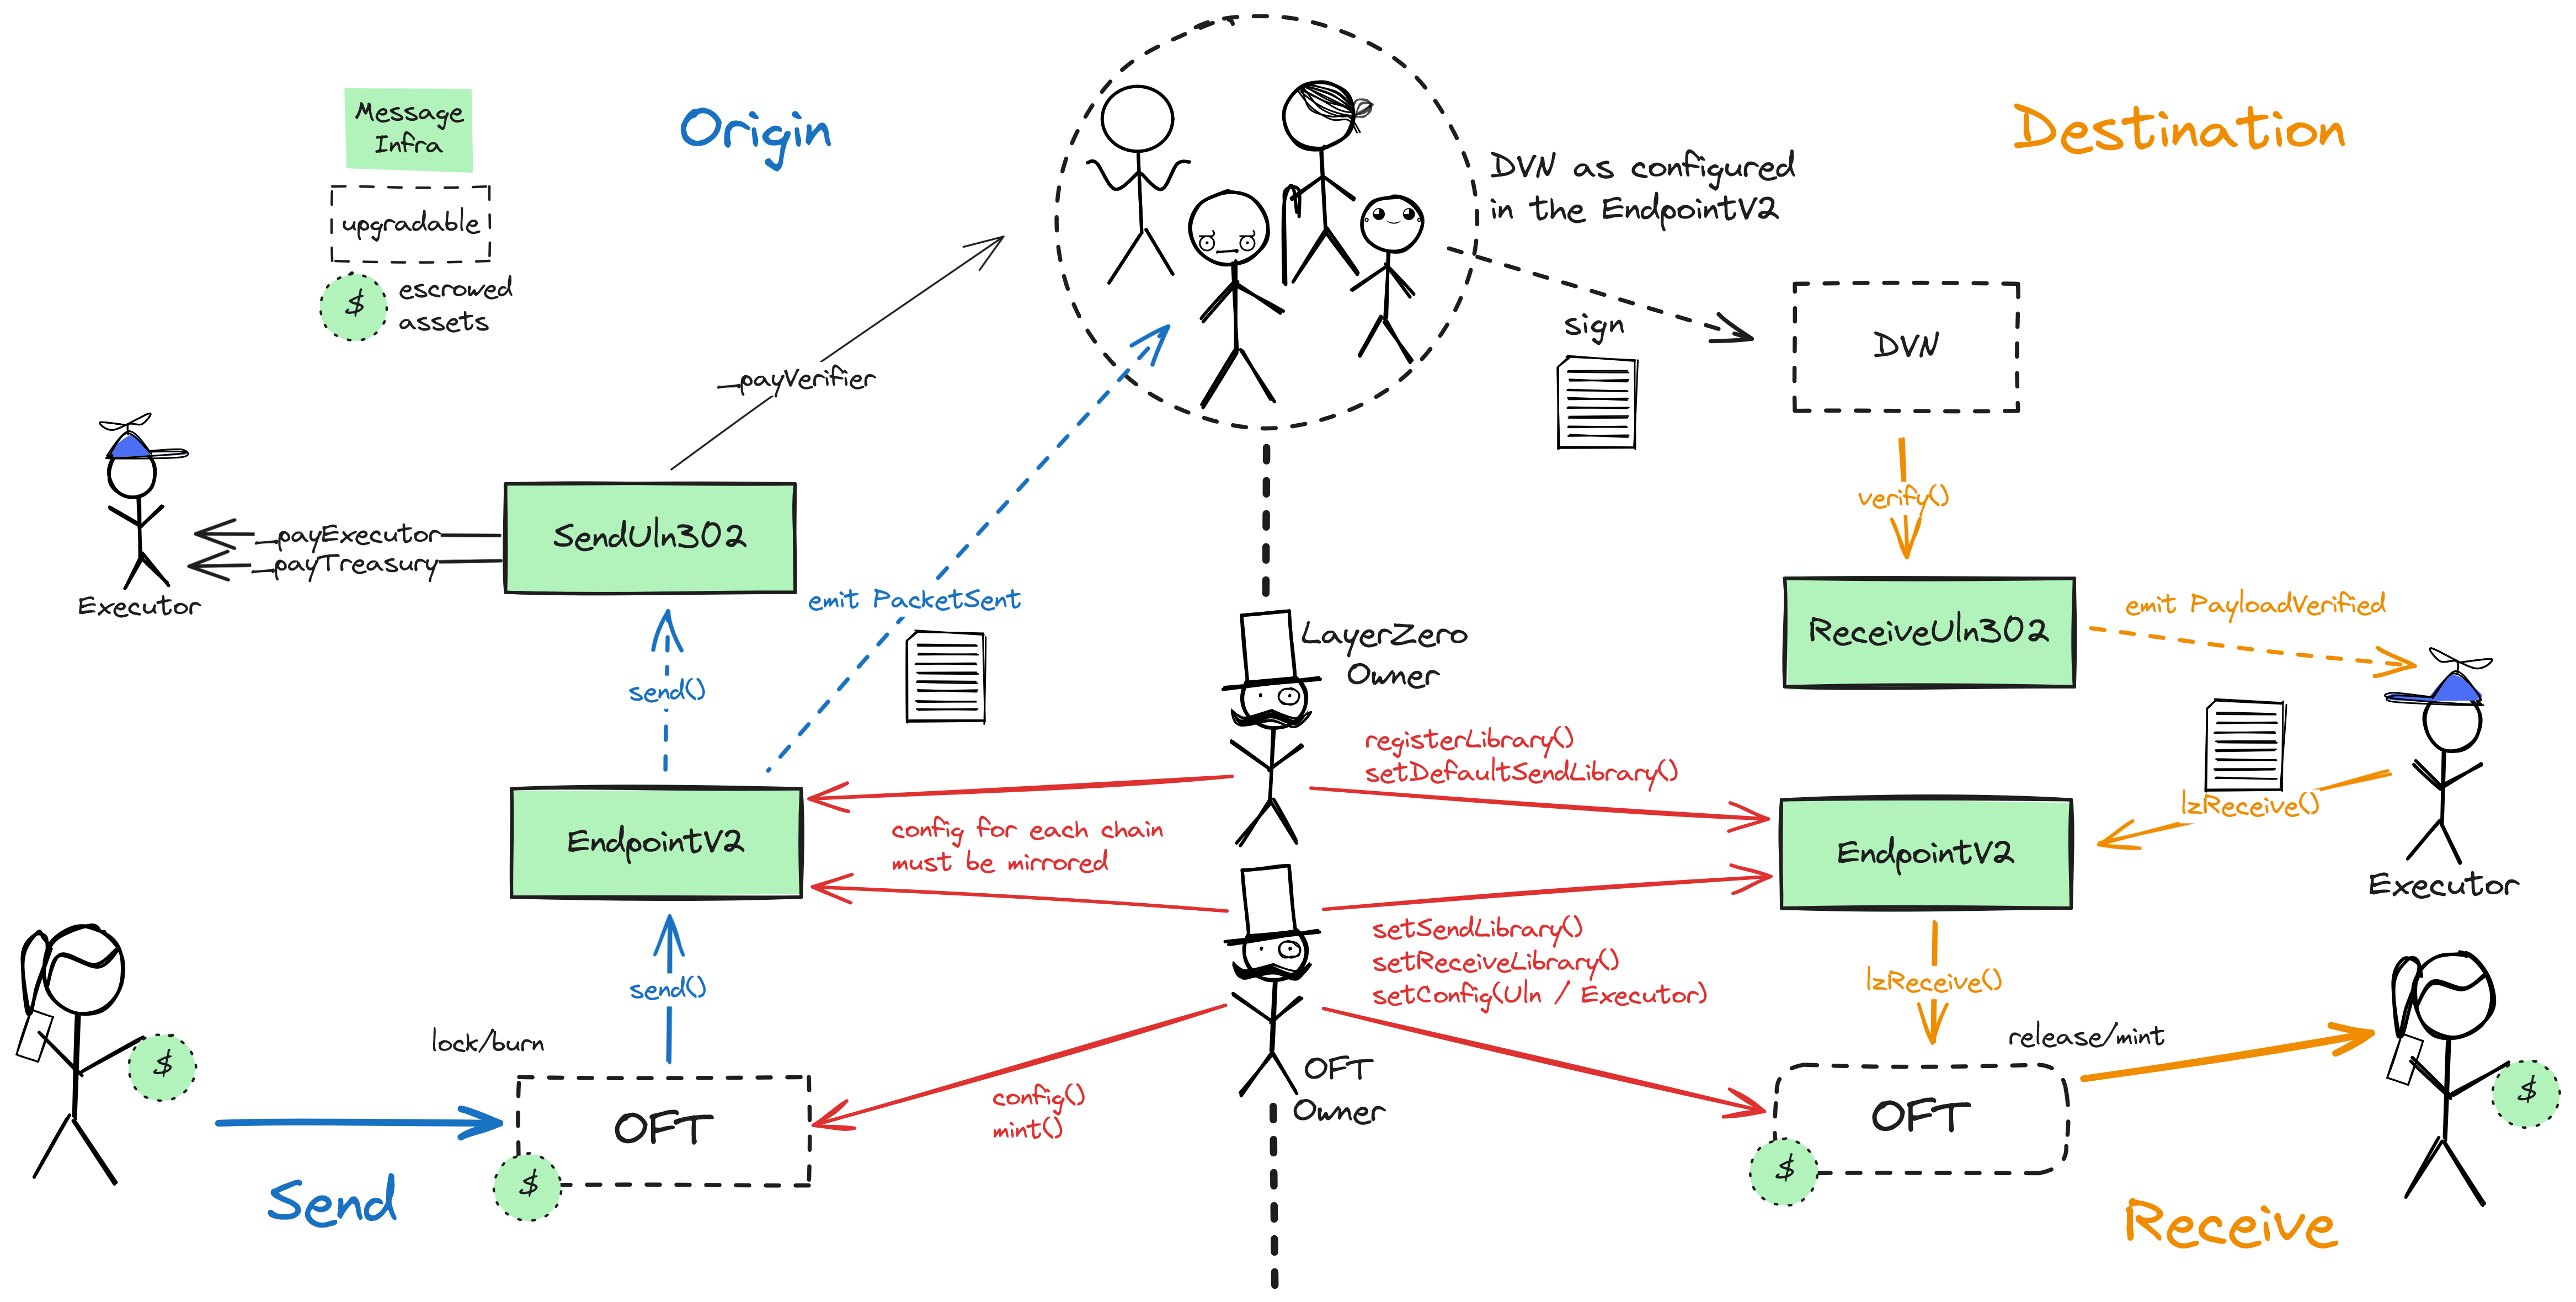 Message
Infra
upgradable
$
escrowed
assets
Origin
Destination
DVN as configured
in the EndpointV2
sign
DVN
_payVerifier
verify()
_payExecutor
_payTreasury
Executor
SendUln302
emit PacketSent
send()
LayerZero
Owner
ReceiveUln302
emit PayloadVerified
registerLibrary()
setDefaultSendLibrary()
lzReceive()
EndpointV2
config for each chain
must be mirrored
EndpointV2
Executor
setSendLibrary()
setReceiveLibrary()
setConfig(Uln / Executor)
send()
lzReceive()
lock/burn
release/mint
$
OFT
config()
mint()
OFT
Owner
OFT
$
$
$
Send
Receive